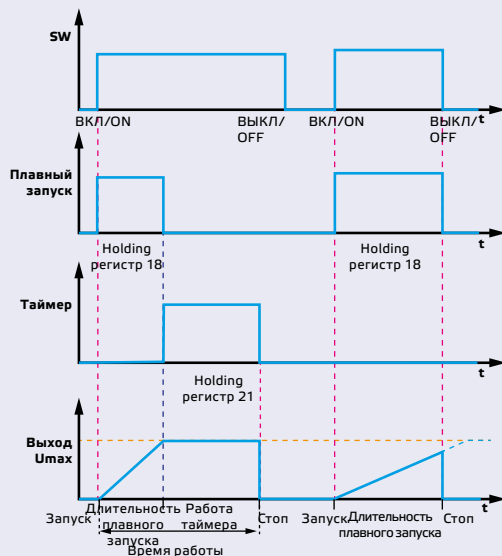 SW
ВКЛ/ON
ВЫКЛ/
OFF
ВКЛ/ON
ВЫКЛ/
OFF
t
Плавный
запуск
t
Holding
регистр 18
Holding
регистр 18
Таймер
t
Holding
регистр 21
Выход
Umax
t
Запуск
Длительность
плавного
запуска
Работа
таймера
Стоп
Запуск
Длительность
плавного запуска
Стоп
Время работы